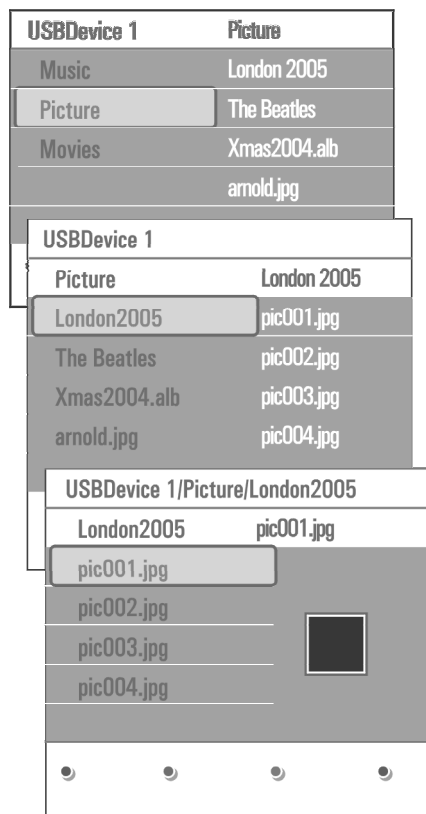 USBDevice 1 Picture
Music London 2005
Picture The Beatles
Movies Xmas2004.alb
arnold.jpg
USBDevice 1
Picture London 2005
London2005 pic001.jpg
The Beatles pic002.jpg
Xmas2004.alb pic003.jpg
arnold.jpg pic004.jpg
USBDevice 1/Picture/London2005
London2005 pic001.jpg
pic001.jpg
pic002.jpg
pic003.jpg
pic004.jpg